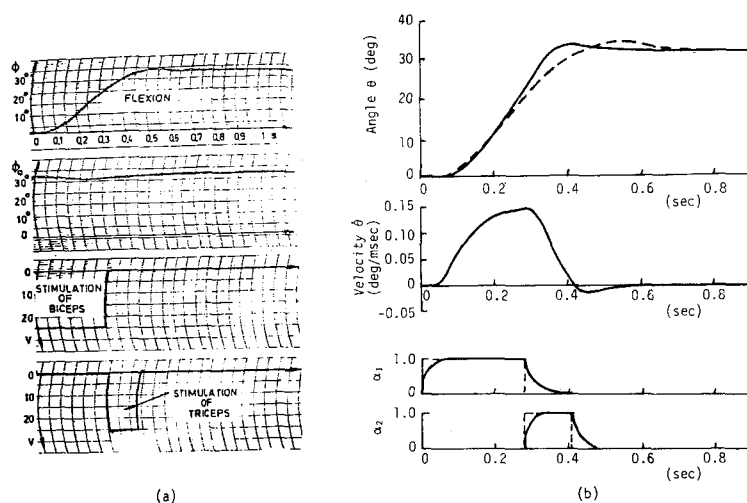 ϕ
30°
20°
10°
FLEXION
0 0,1 0,2 0,3 0,4 0,5 0,6 0,7 0,8 0,9 1 s
ϕ
30°
20°
10°
0
0
10
20
V
STIMULATION
OF
BICEPS
0
10
20
V
STIMULATION
OF
TRICEPS
(a)
Angle θ (deg)
40
30
20
10
0
0 0.2 0.4 0.6 0.8
(sec)
Velocity θ̇
(deg/msec)
0.15
0.10
0.05
0
-0.05
0 0.2 0.4 0.6 0.8
(sec)
α₁
1.0
0
α₂
1.0
0 0.2 0.4 0.6 0.8
(sec)
(b)